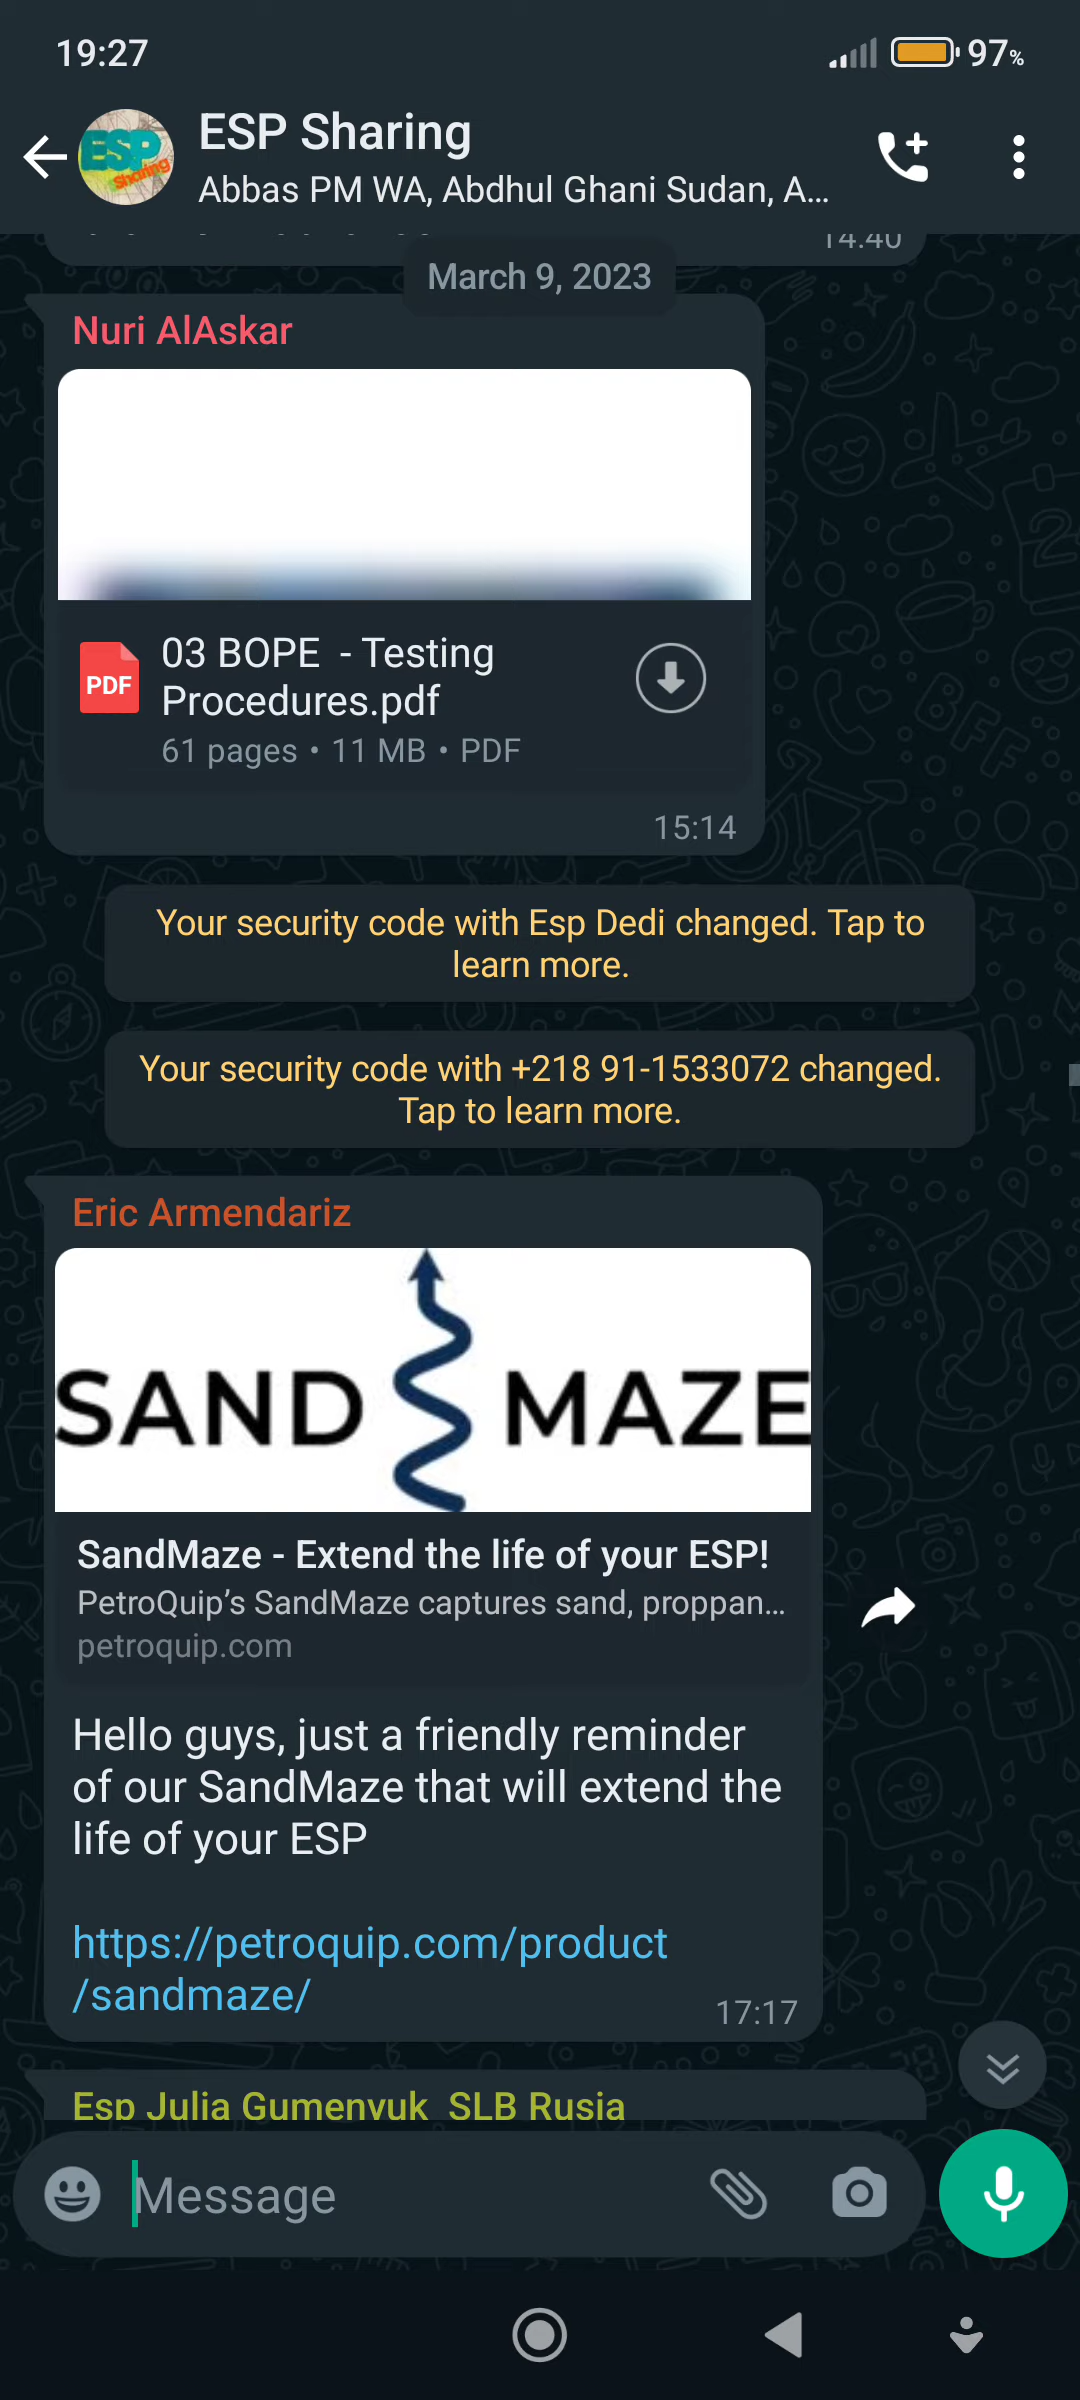 19:27
97%
ESP Sharing
Abbas PM WA, Abdhul Ghani Sudan, A...
ESP
Sharing
14:40
March 9, 2023
Nuri AlAskar
PDF
03 BOPE - Testing
Procedures.pdf
61 pages • 11 MB • PDF
15:14
Your security code with Esp Dedi changed. Tap to
learn more.
Your security code with +218 91-1533072 changed.
Tap to learn more.
Eric Armendariz
SAND MAZE
SandMaze - Extend the life of your ESP!
PetroQuip’s SandMaze captures sand, proppan...
petroquip.com
Hello guys, just a friendly reminder
of our SandMaze that will extend the
life of your ESP
https://petroquip.com/product
/sandmaze/
17:17
Esp Julia Gumenyuk SLB Rusia
Message